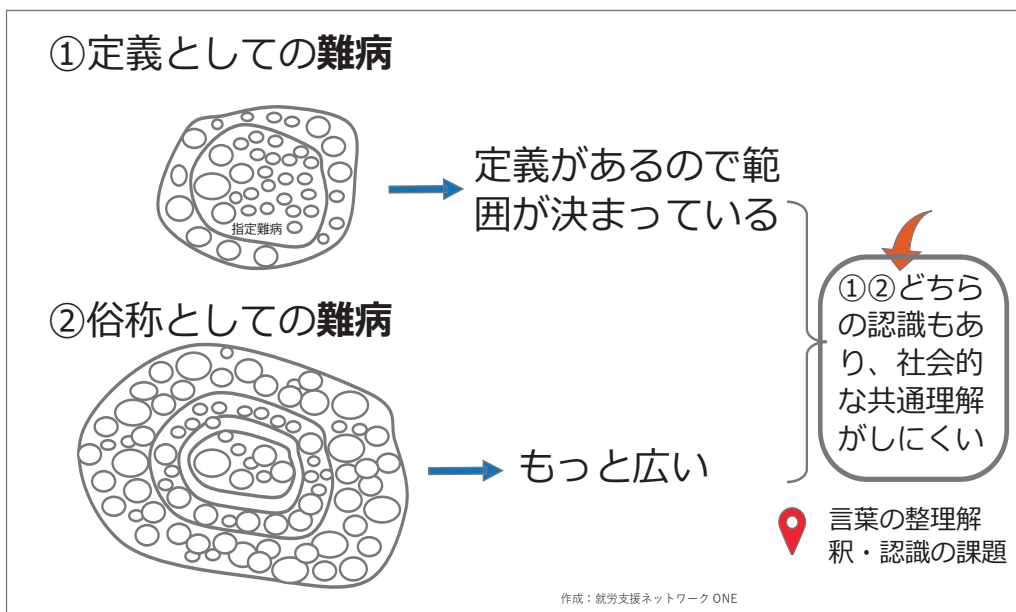 ①定義としての難病
指定難病
定義があるので範
囲が決まっている
②俗称としての難病
もっと広い
①②どちら
の認識もあ
り、社会的
な共通理解
がしにくい
言葉の整理解
釈・認識の課題
作成：就労支援ネットワーク ONE